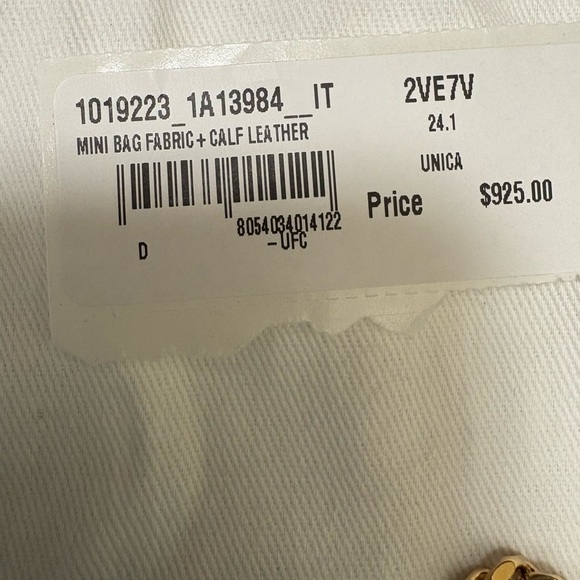 1019223_1A13984__IT 2VE7V
MINI BAG FABRIC + CALF LEATHER 24.1
UNICA
Price $925.00
8054034014122
D -UFC